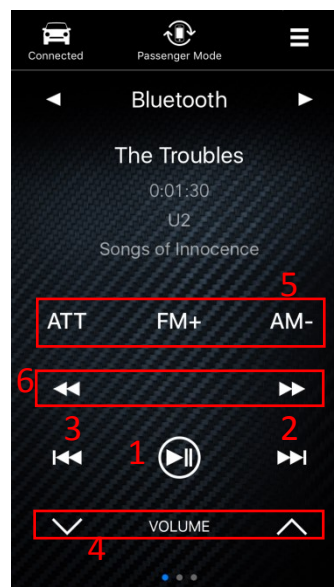 Connected
Passenger Mode
Bluetooth
The Troubles
0:01:30
U2
Songs of Innocence
5
ATT FM+ AM-
6
3 1 2
VOLUME
4